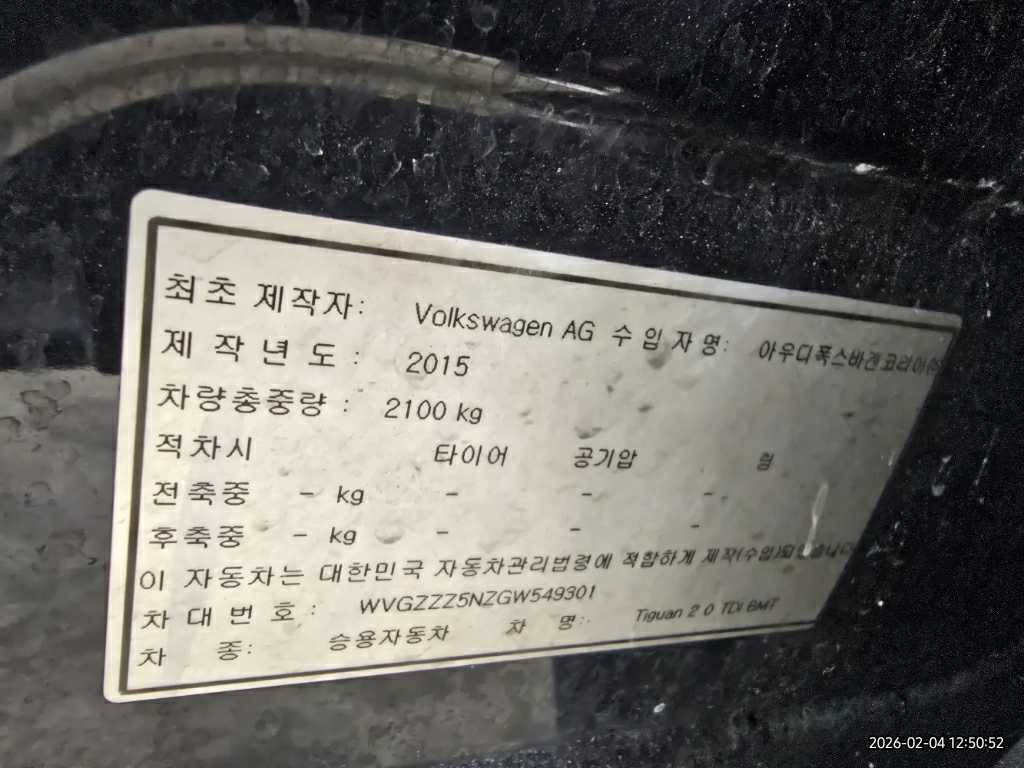 최초 제작자: Volkswagen AG 수입자명: 아우디폭스바겐코리아(주)
제작년도: 2015
차량총중량: 2100 kg
적차시 타이어 공기압 림
전축중 - kg - - -
후축중 - kg - - -
이 자동차는 대한민국 자동차관리법령에 적합하게 제작(수입)되었습니다
차대번호: WVGZZZ5NZGW549301
차 종: 승용자동차 차 명: Tiguan 2.0 TDI BMT
2026-02-04 12:50:52